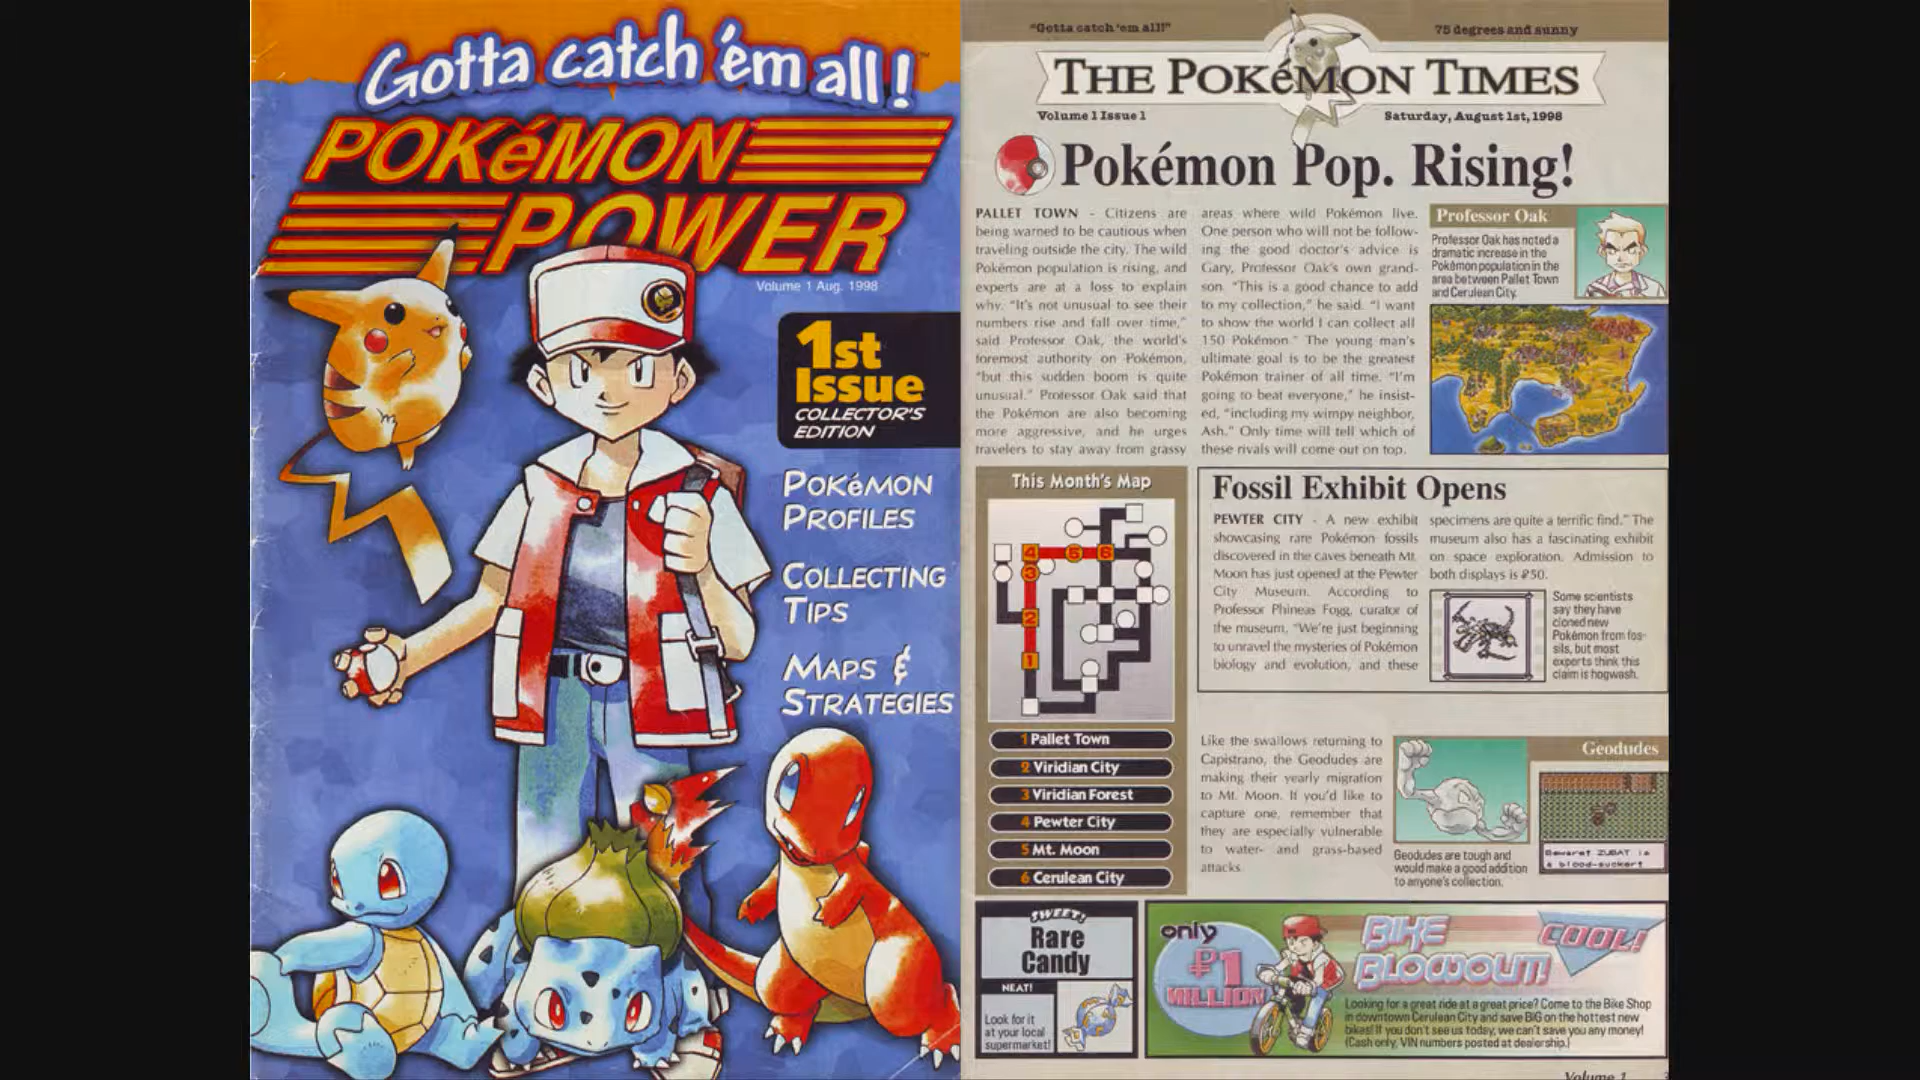 Gotta catch 'em all!™
POKéMON
POWER
Volume 1 Aug. 1998
1st
Issue
COLLECTOR'S
EDITION
POKéMON
PROFILES
COLLECTING
TIPS
MAPS &
STRATEGIES
"Gotta catch 'em all!"
75 degrees and sunny
THE POKéMON TIMES
Volume 1 Issue 1
Saturday, August 1st, 1998
Pokémon Pop. Rising!
PALLET TOWN - Citizens are
being warned to be cautious when
traveling outside the city. The wild
Pokémon population is rising, and
experts are at a loss to explain
why. "It's not unusual to see their
numbers rise and fall over time,"
said Professor Oak, the world's
foremost authority on Pokémon,
"but this sudden boom is quite
unusual." Professor Oak said that
the Pokémon are also becoming
more aggressive, and he urges
travelers to stay away from grassy
areas where wild Pokémon live.
One person who will not be follow-
ing the good doctor's advice is
Gary, Professor Oak's own grand-
son. "This is a good chance to add
to my collection," he said. "I want
to show the world I can collect all
150 Pokémon." The young man's
ultimate goal is to be the greatest
Pokémon trainer of all time. "I'm
going to beat everyone," he insist-
ed, "including my wimpy neighbor,
Ash." Only time will tell which of
these rivals will come out on top.
Professor Oak
Professor Oak has noted a
dramatic increase in the
Pokémon population in the
area between Pallet Town
and Cerulean City.
This Month's Map
4 5 6
3
2
1
1 Pallet Town
2 Viridian City
3 Viridian Forest
4 Pewter City
5 Mt. Moon
6 Cerulean City
Fossil Exhibit Opens
PEWTER CITY - A new exhibit
showcasing rare Pokémon fossils
discovered in the caves beneath Mt.
Moon has just opened at the Pewter
City Museum. According to
Professor Phineas Fogg, curator of
the museum, "We're just beginning
to unravel the mysteries of Pokémon
biology and evolution, and these
specimens are quite a terrific find." The
museum also has a fascinating exhibit
on space exploration. Admission to
both displays is ₽50.
Some scientists
say they have
cloned new
Pokémon from fos-
sils, but most
experts think this
claim is hogwash.
Like the swallows returning to
Capistrano, the Geodudes are
making their yearly migration
to Mt. Moon. If you'd like to
capture one, remember that
they are especially vulnerable
to water- and grass-based
attacks.
Geodudes
Geodudes are tough and
would make a good addition
to anyone's collection.
Beware! ZUBAT is
a blood-sucker!
SWEET!
Rare
Candy
NEAT!
Look for it
at your local
supermarket!
only
₽1
MILLION
BIKE
BLOWOUT!
COOL!
Looking for a great ride at a great price? Come to the Bike Shop
in downtown Cerulean City and save BIG on the hottest new
bikes! If you don't see us today, we can't save you any money!
(Cash only, VIN numbers posted at dealership.)
Volume 1